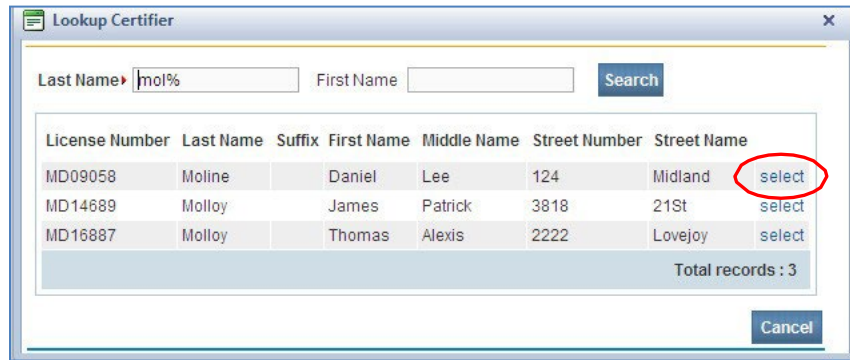 Lookup Certifier x
Last Name mol% First Name Search
License Number Last Name Suffix First Name Middle Name Street Number Street Name
MD09058 Moline Daniel Lee 124 Midland select
MD14689 Molloy James Patrick 3818 21St select
MD16887 Molloy Thomas Alexis 2222 Lovejoy select
Total records : 3
Cancel